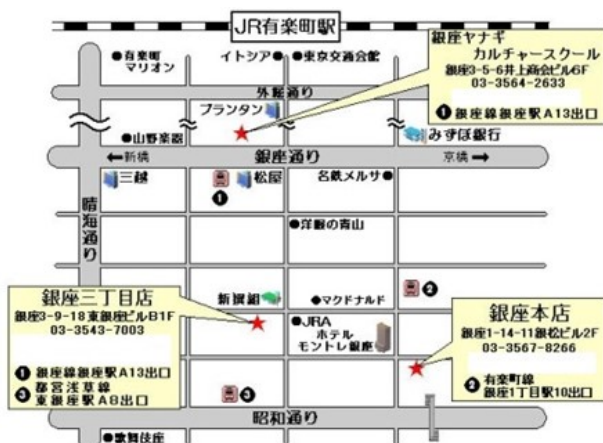 JR有楽町駅
●有楽町
マリオン
イトシア●
●東京交通会館
銀座ヤナギ
カルチャースクール
銀座3-5-6井上商会ビル6F
03-3564-2633
❶銀座線銀座駅A13出口
外堀通り
プランタン
●山野楽器
みずほ銀行
←新橋
銀座通り
京橋→
三越
❶
松屋
名鉄メルサ●
晴海通り
●洋服の青山
❷
銀座三丁目店
銀座3-9-18東銀座ビルB1F
03-3543-7003
❶銀座線銀座駅A13出口
❸都営浅草線
東銀座駅A8出口
新撰組
●マクドナルド
●JRA
ホテル
モントレ銀座
銀座本店
銀座1-14-11銀松ビル2F
03-3567-8266
❷有楽町線
銀座1丁目駅10出口
❸
昭和通り
●歌舞伎座